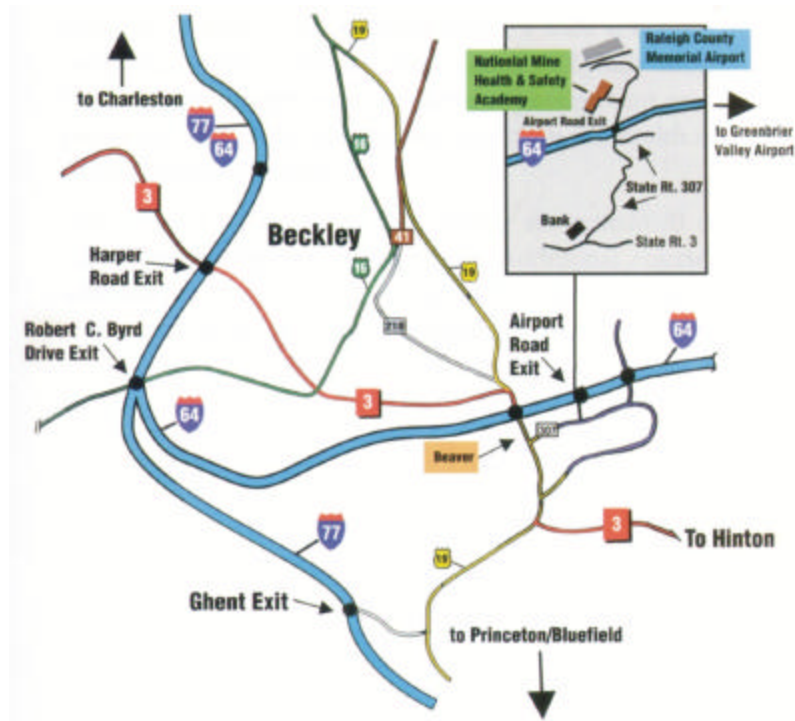 to Charleston
77
64
3
Harper
Road Exit
Robert C. Byrd
Drive Exit
64
77
Ghent Exit
19
Beckley
41
16
19
3
Beaver
307
Airport
Road
Exit
64
3
To Hinton
19
to Princeton/Bluefield
National Mine
Health & Safety
Academy
Raleigh County
Memorial Airport
Airport Road Exit
64
to Greenbrier
Valley Airport
State Rt. 307
Bank
State Rt. 3